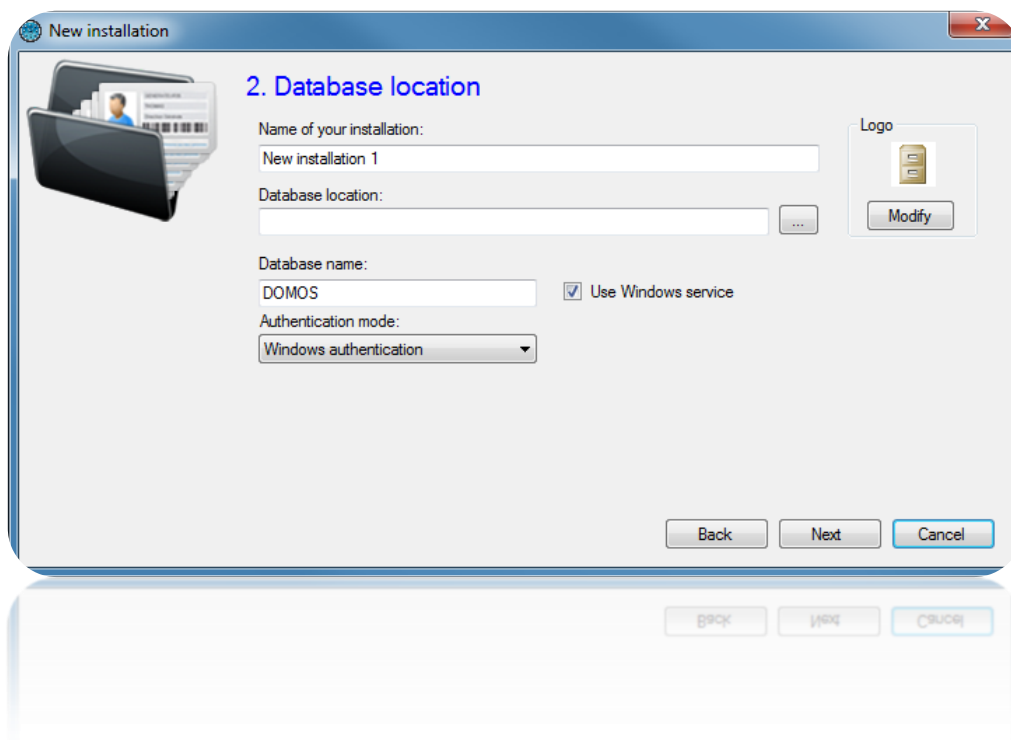 New installation
2. Database location
Name of your installation:
Logo
New installation 1
Database location:
...
Modify
Database name:
DOMOS
Use Windows service
Authentication mode:
Windows authentication
Back
Next
Cancel